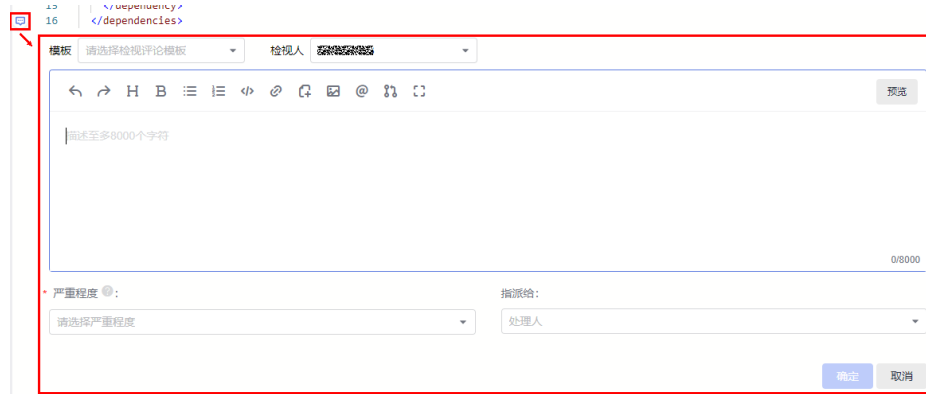 15 </dependency>
16 </dependencies>
模板 请选择检视评论模板 检视人
H B </> @ 预览
描述至多8000个字符
0/8000
* 严重程度 ? : 指派给:
请选择严重程度 处理人
确定 取消